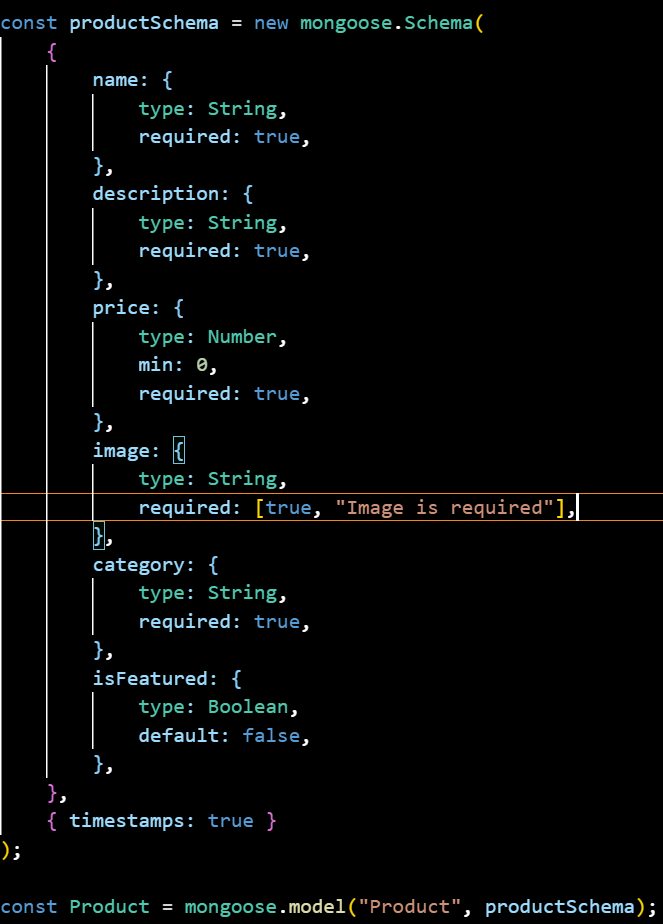 const productSchema = new mongoose.Schema(
    {
        name: {
            type: String,
            required: true,
        },
        description: {
            type: String,
            required: true,
        },
        price: {
            type: Number,
            min: 0,
            required: true,
        },
        image: {
            type: String,
            required: [true, "Image is required"],
        },
        category: {
            type: String,
            required: true,
        },
        isFeatured: {
            type: Boolean,
            default: false,
        },
    },
    { timestamps: true }
);

const Product = mongoose.model("Product", productSchema);